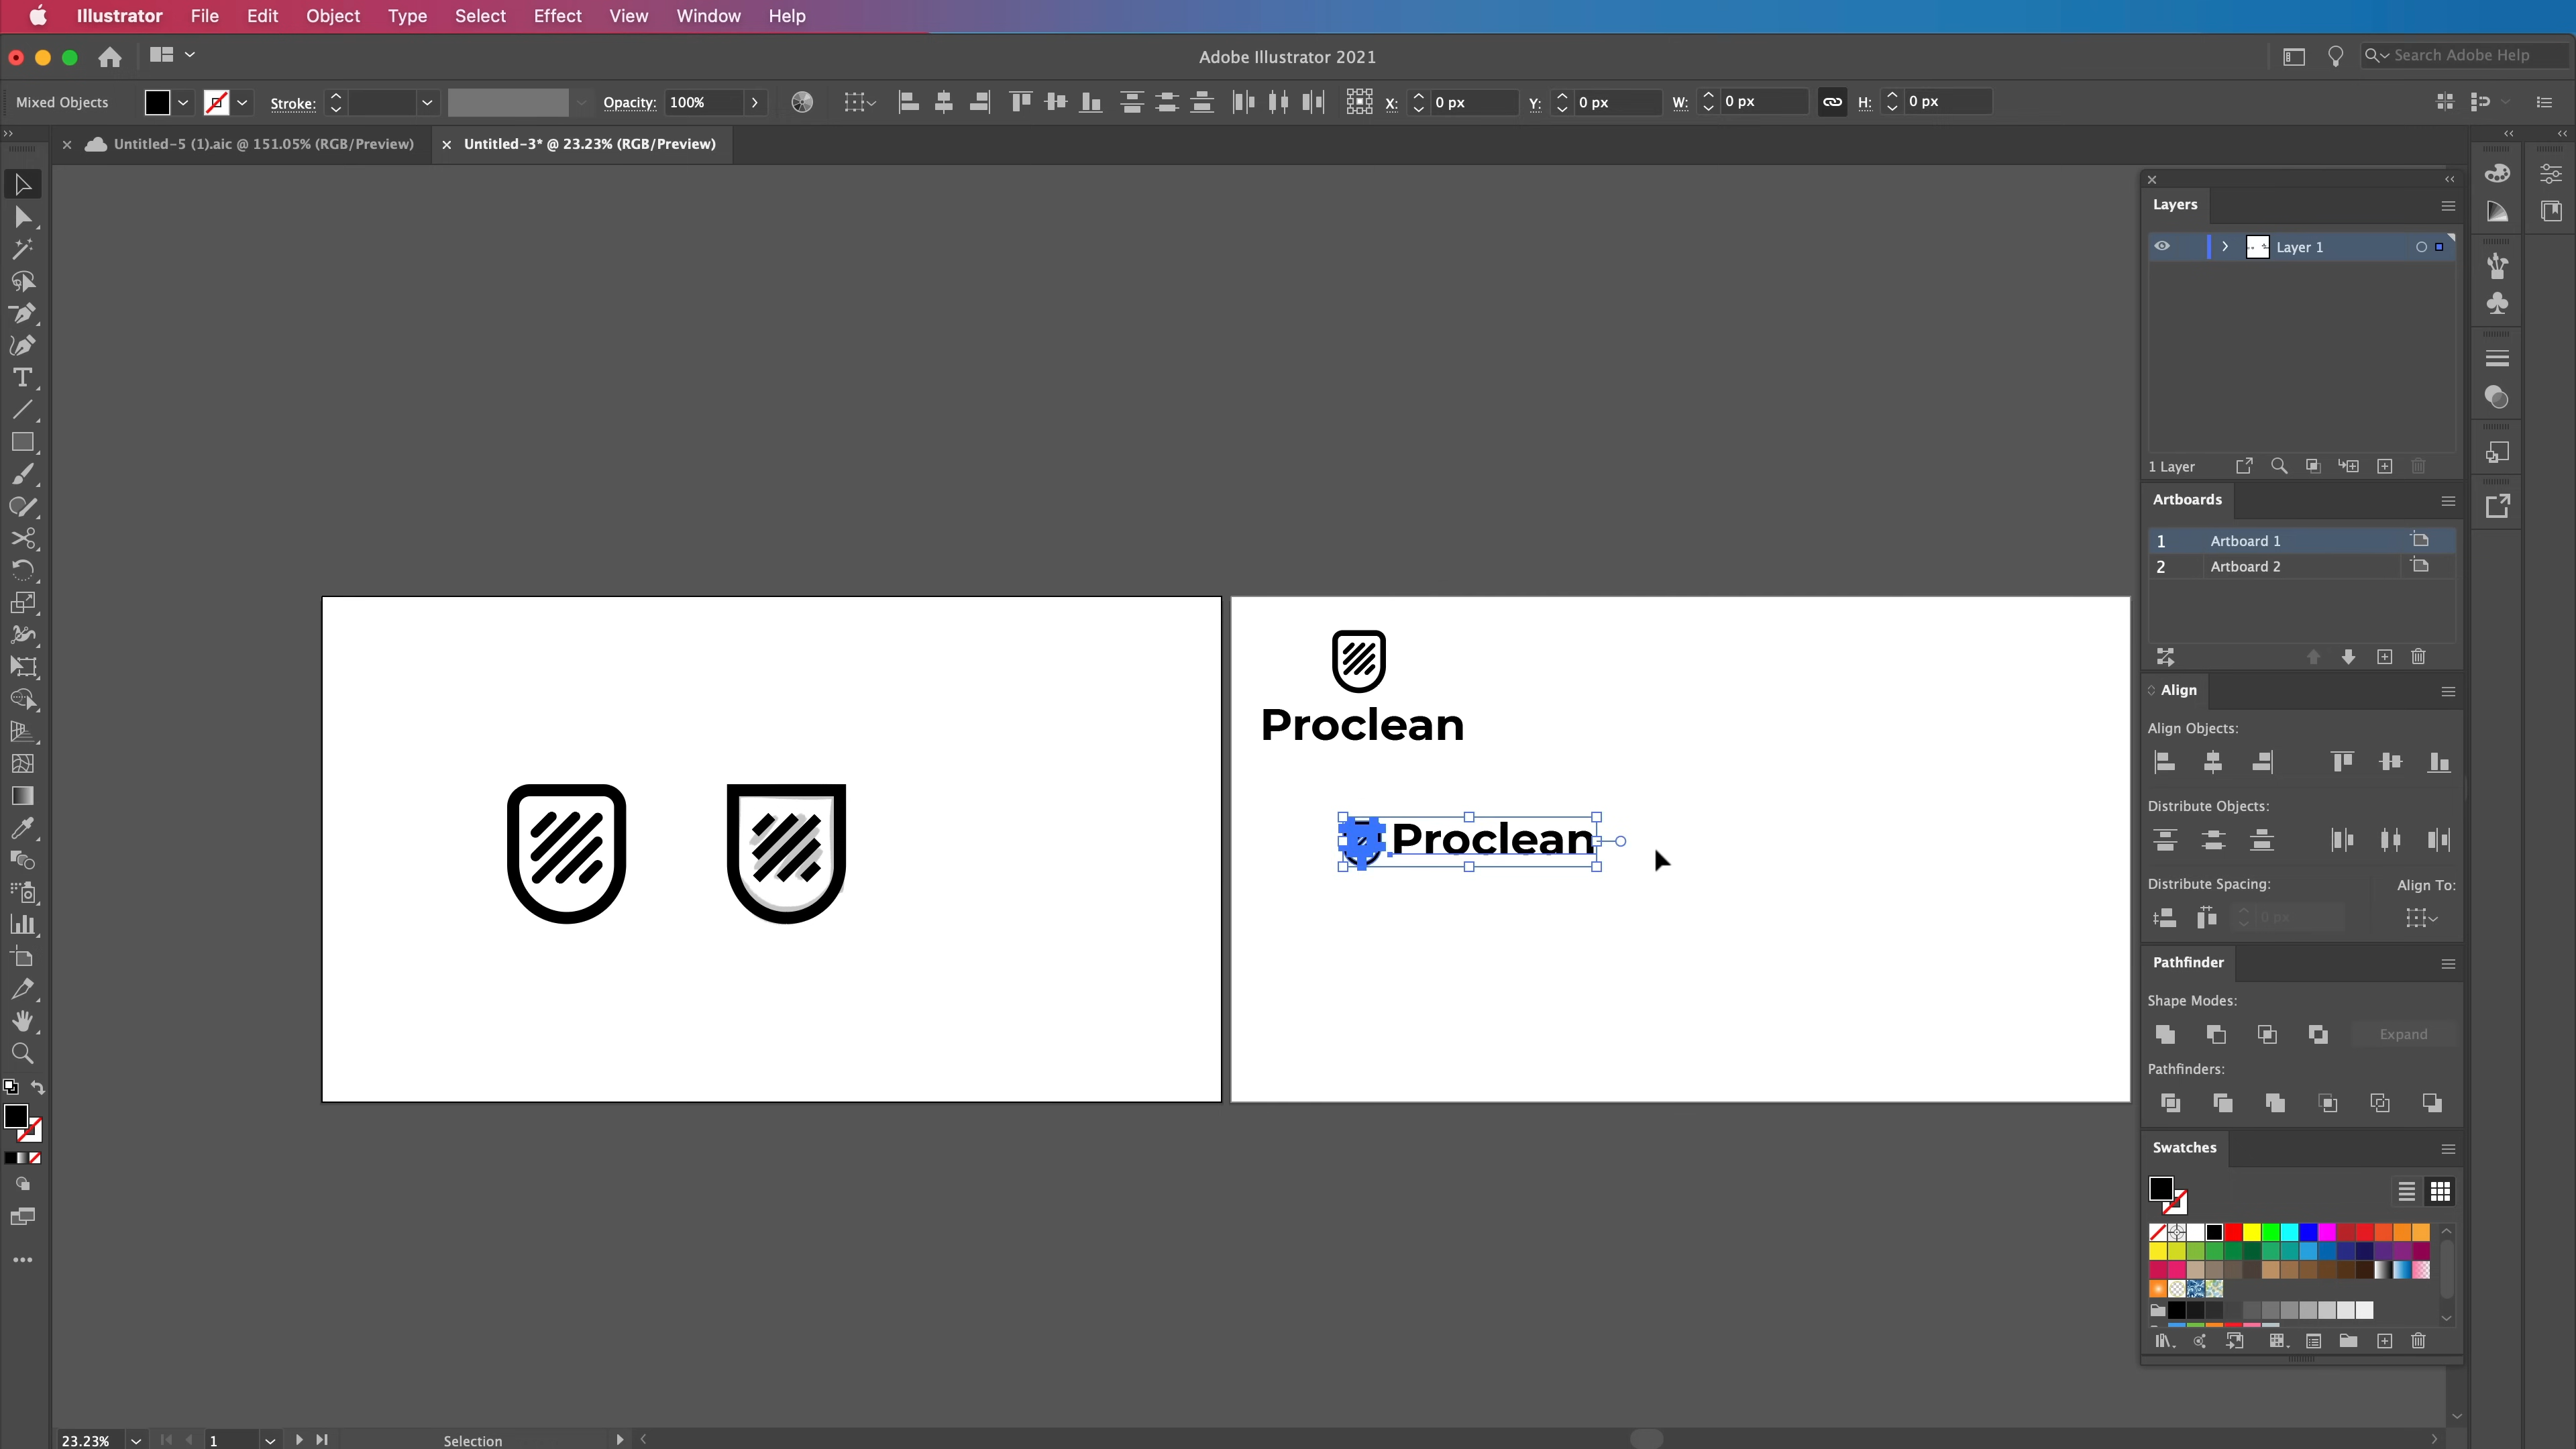 Illustrator File Edit Object Type Select Effect View Window Help
Adobe Illustrator 2021
Search Adobe Help
Mixed Objects Stroke: Opacity: 100% X: 0 px Y: 0 px W: 0 px H: 0 px
Untitled-5 (1).aic @ 151.05% (RGB/Preview) Untitled-3* @ 23.23% (RGB/Preview)
Layers
Layer 1
1 Layer
Artboards
1 Artboard 1
2 Artboard 2
Align
Align Objects:
Distribute Objects:
Distribute Spacing: Align To:
0 px
Pathfinder
Shape Modes:
Expand
Pathfinders:
Swatches
Proclean
Proclean
23.23% 1 Selection